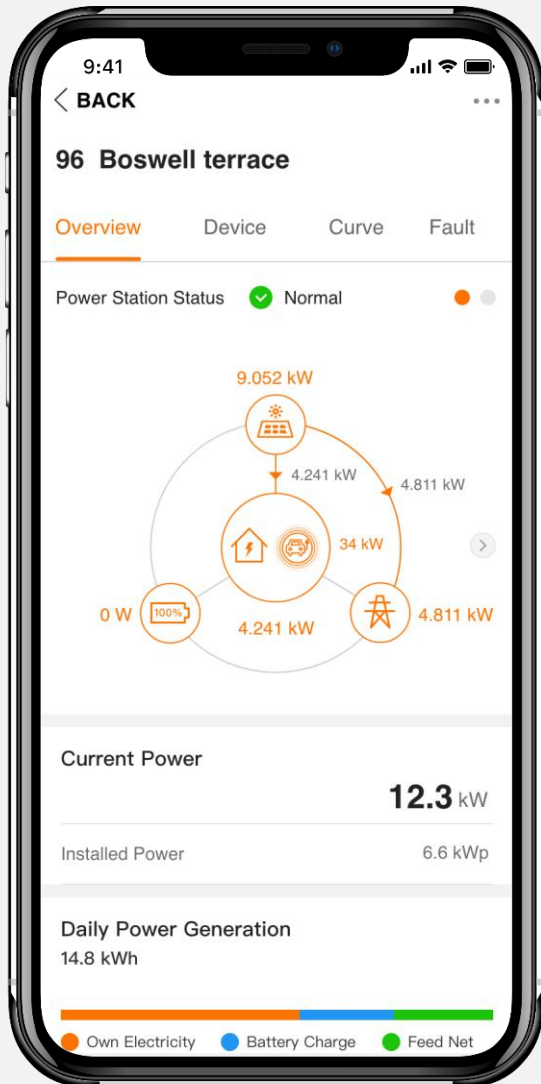 9:41
BACK
96 Boswell terrace
Overview Device Curve Fault
Power Station Status Normal
9.052 kW
4.241 kW
4.811 kW
34 kW
0 W 100% 4.811 kW
4.241 kW
Current Power
12.3 kW
Installed Power 6.6 kWp
Daily Power Generation
14.8 kWh
Own Electricity Battery Charge Feed Net